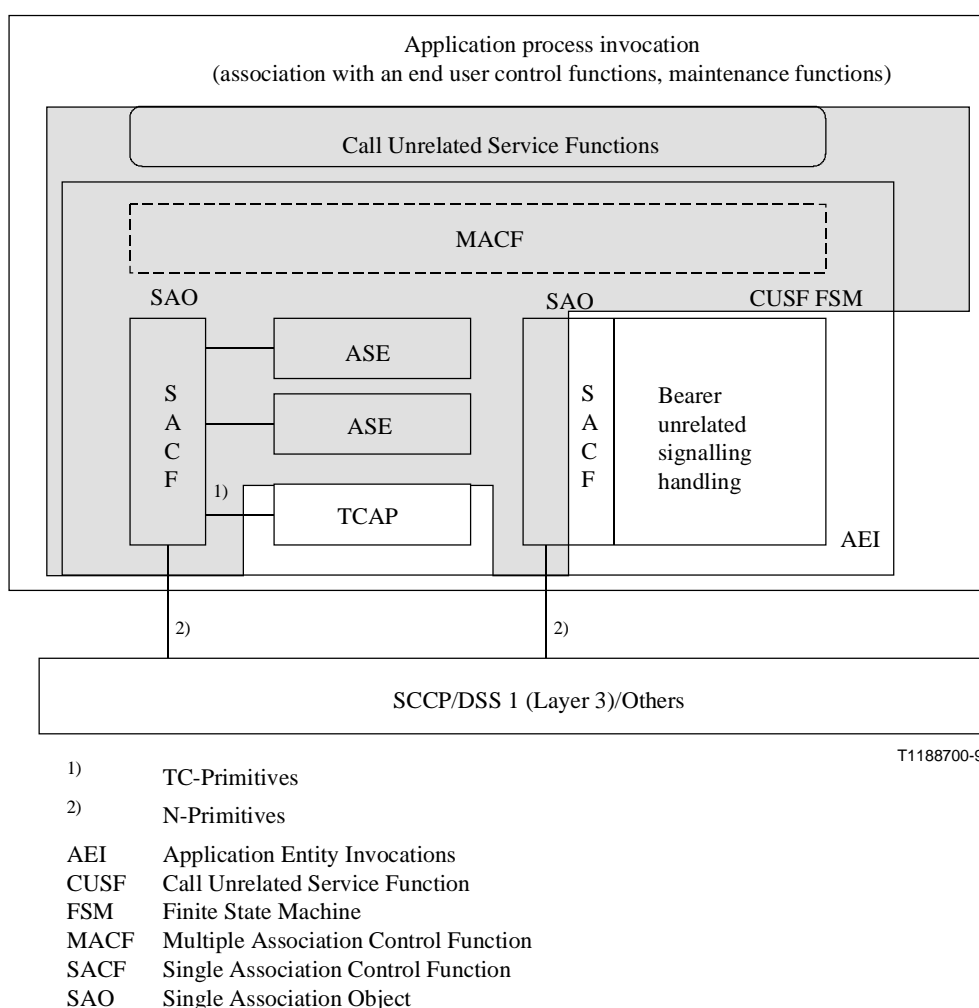 Application process invocation
(association with an end user control functions, maintenance functions)
Call Unrelated Service Functions
MACF
SAO
SAO
CUSF FSM
ASE
ASE
TCAP
S
A
C
F
1)
S
A
C
F
Bearer
unrelated
signalling
handling
AEI
2)
2)
SCCP/DSS 1 (Layer 3)/Others
T1188700-9
1) TC-Primitives
2) N-Primitives
AEI Application Entity Invocations
CUSF Call Unrelated Service Function
FSM Finite State Machine
MACF Multiple Association Control Function
SACF Single Association Control Function
SAO Single Association Object